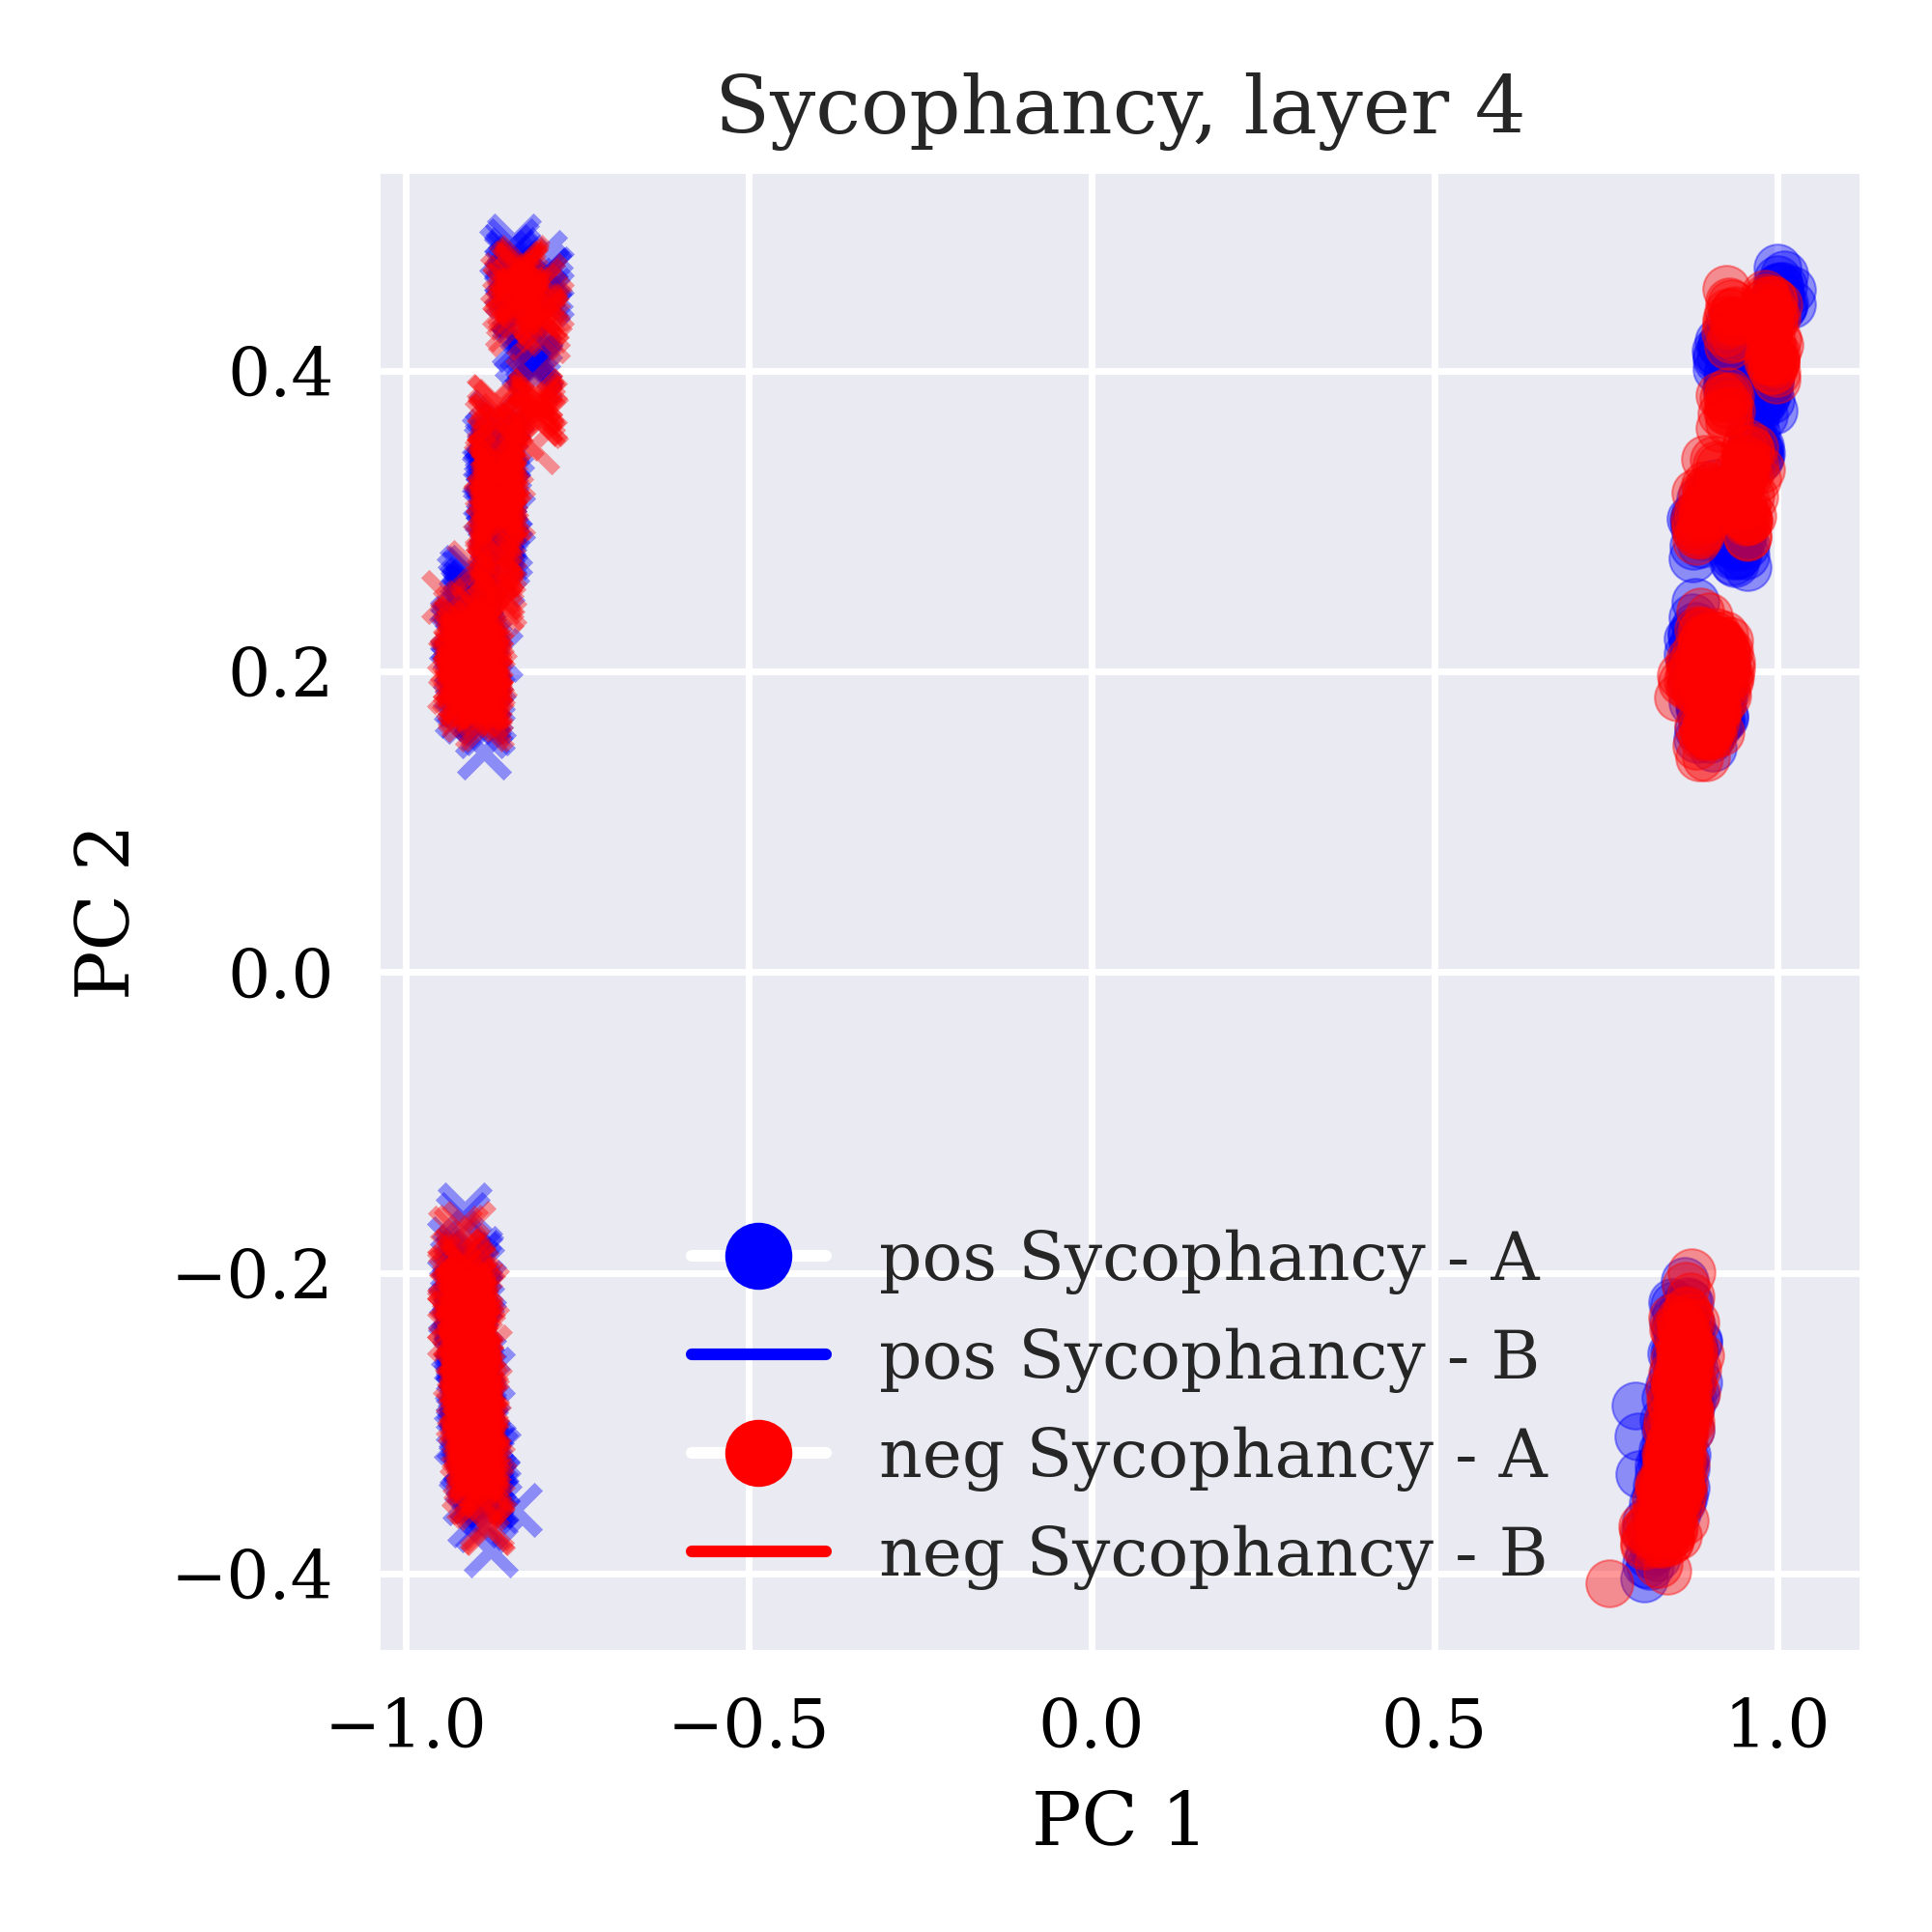 Sycophancy, layer 4
PC 2
0.4
0.2
0.0
−0.2
−0.4
pos Sycophancy - A
pos Sycophancy - B
neg Sycophancy - A
neg Sycophancy - B
−1.0 −0.5 0.0 0.5 1.0
PC 1